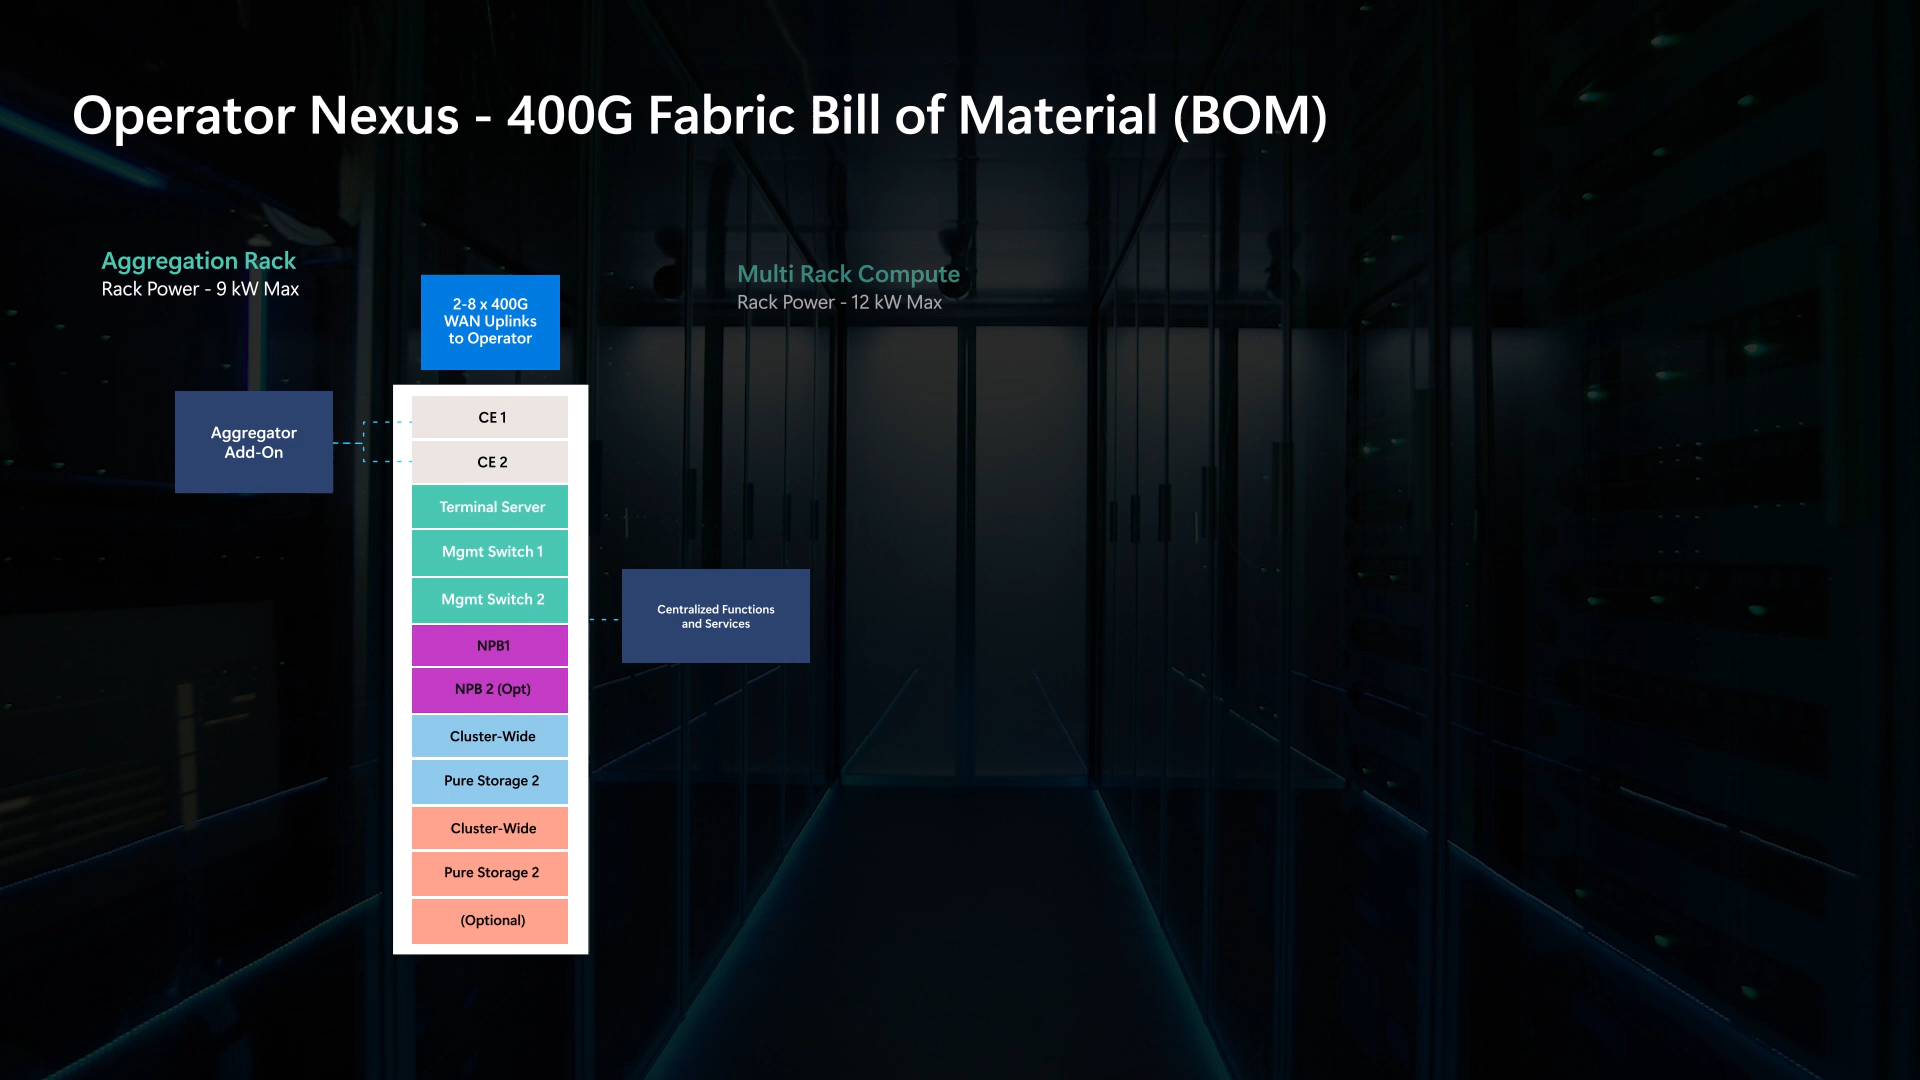 Operator Nexus - 400G Fabric Bill of Material (BOM)
Aggregation Rack
Rack Power - 9 kW Max
2-8 x 400G
WAN Uplinks
to Operator
Multi Rack Compute
Rack Power - 12 kW Max
Aggregator
Add-On
CE 1
CE 2
Terminal Server
Mgmt Switch 1
Mgmt Switch 2
NPB1
NPB 2 (Opt)
Cluster-Wide
Pure Storage 2
Cluster-Wide
Pure Storage 2
(Optional)
Centralized Functions
and Services